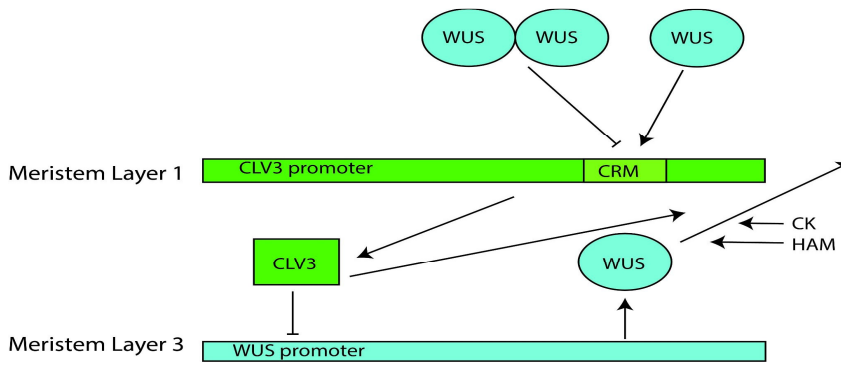 WUS WUS WUS
Meristem Layer 1
CLV3 promoter
CRM
CK
HAM
CLV3
WUS
Meristem Layer 3
WUS promoter